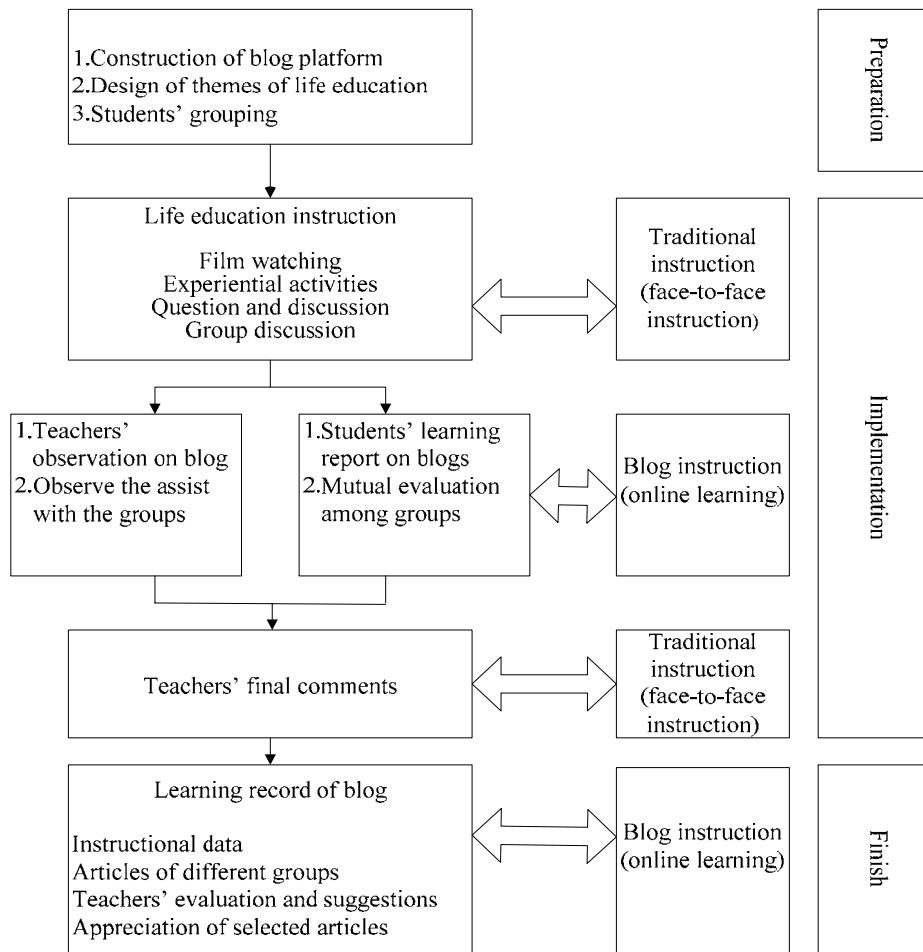 1.Construction of blog platform
2.Design of themes of life education
3.Students' grouping
Preparation
Life education instruction
Film watching
Experiential activities
Question and discussion
Group discussion
Traditional
instruction
(face-to-face
instruction)
Implementation
1.Teachers'
observation on blog
2.Observe the assist
with the groups
1.Students' learning
report on blogs
2.Mutual evaluation
among groups
Blog instruction
(online learning)
Teachers' final comments
Traditional
instruction
(face-to-face
instruction)
Learning record of blog
Instructional data
Articles of different groups
Teachers' evaluation and suggestions
Appreciation of selected articles
Blog instruction
(online learning)
Finish